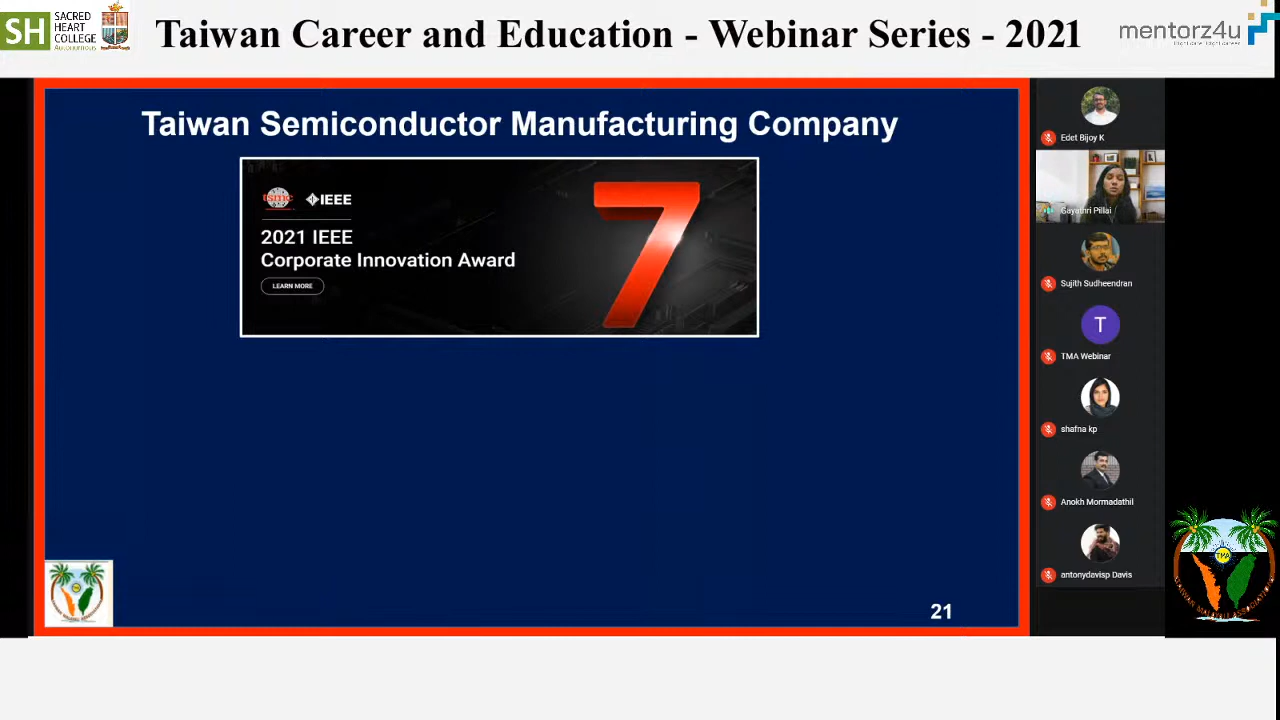 SH
SACRED
HEART
COLLEGE
Autonomous
Taiwan Career and Education - Webinar Series - 2021
mentorz4u
Taiwan Semiconductor Manufacturing Company
tsmc
IEEE
2021 IEEE
Corporate Innovation Award
LEARN MORE
7
21
Edet Bijoy K
Gayathri Pillai
Sujith Sudheendran
T
TMA Webinar
shafna kp
Anokh Mormadathil
antonydavisp Davis
TMA